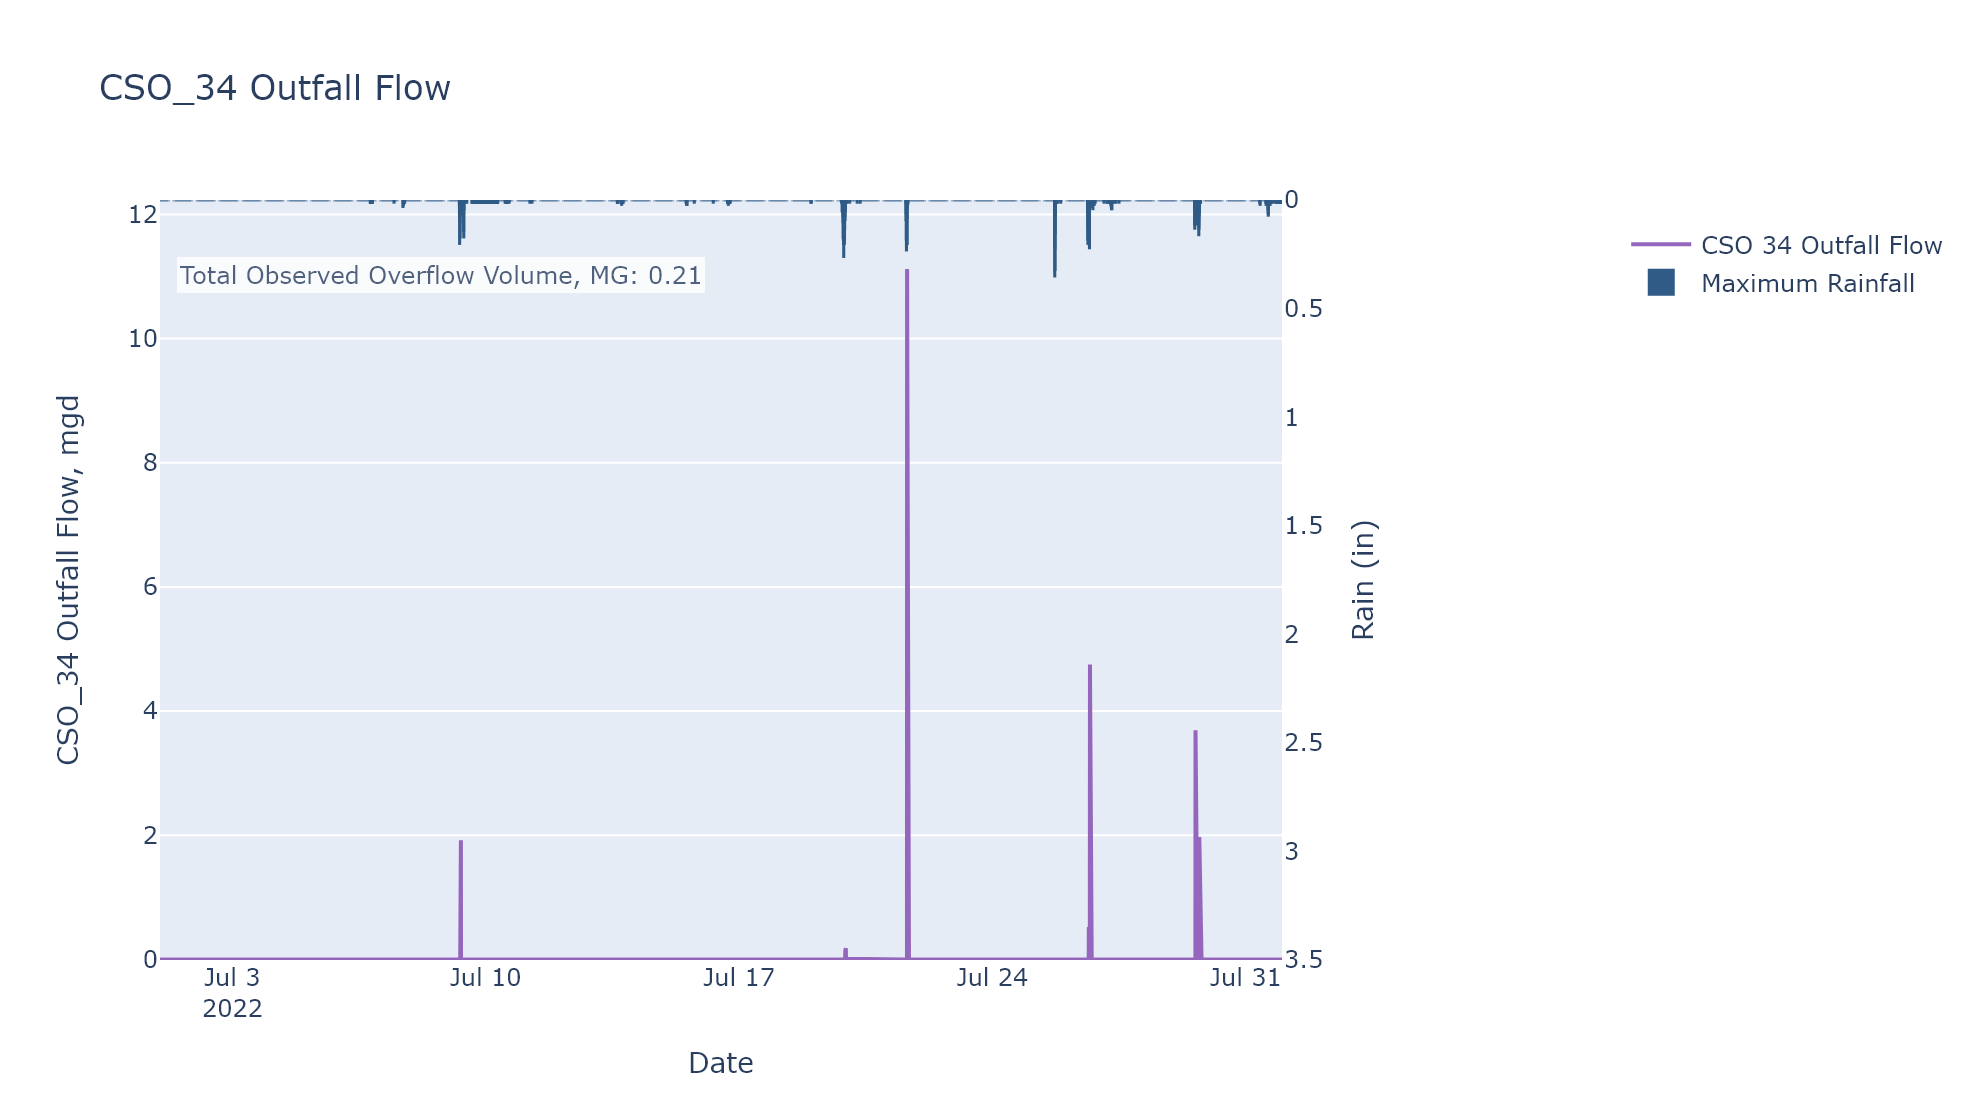 CSO_34 Outfall Flow
CSO 34 Outfall Flow
Maximum Rainfall
Total Observed Overflow Volume, MG: 0.21
CSO_34 Outfall Flow, mgd
12
10
8
6
4
2
0
0
0.5
1
1.5
2
2.5
3
3.5
Rain (in)
Jul 3
2022
Jul 10
Jul 17
Jul 24
Jul 31
Date